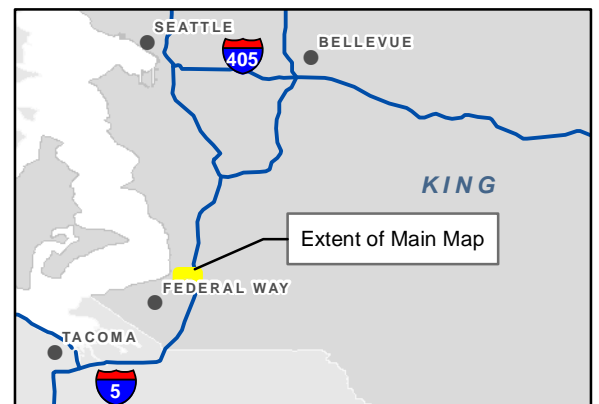 SEATTLE
BELLEVUE
405
KING
Extent of Main Map
FEDERAL WAY
TACOMA
5